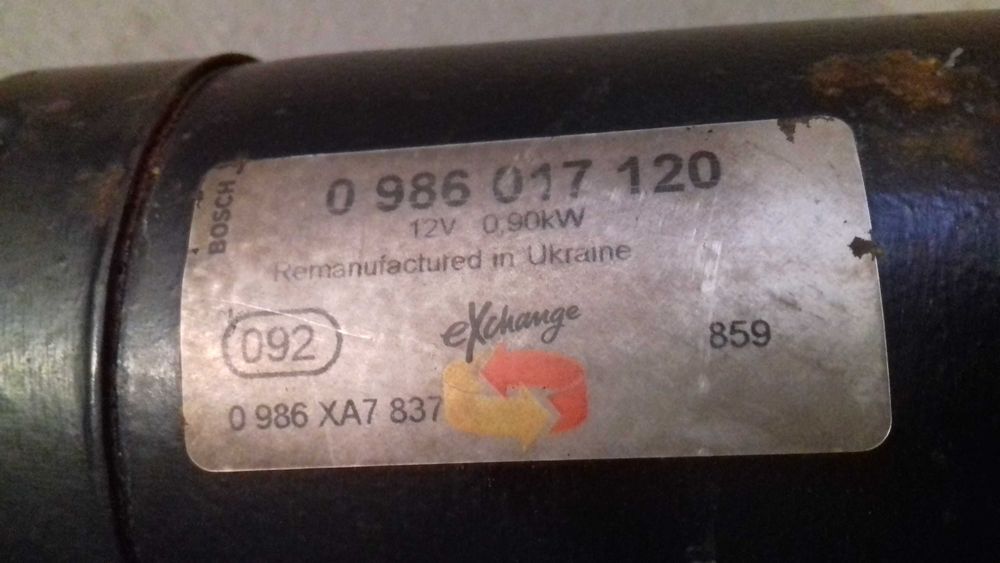 BOSCH
0 986 017 120
12V 0,90kW
Remanufactured in Ukraine
eXchange
092
859
0 986 XA7 837